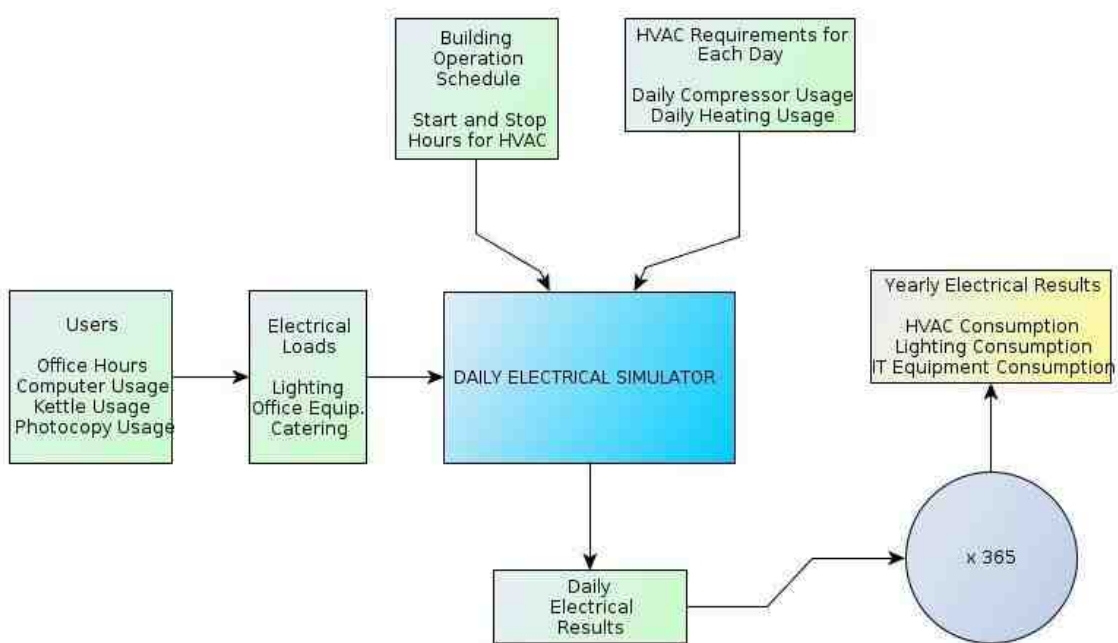 Building
Operation
Schedule
Start and Stop
Hours for HVAC
HVAC Requirements for
Each Day
Daily Compressor Usage
Daily Heating Usage
Users
Office Hours
Computer Usage
Kettle Usage
Photocopy Usage
Electrical
Loads
Lighting
Office Equip.
Catering
DAILY ELECTRICAL SIMULATOR
Yearly Electrical Results
HVAC Consumption
Lighting Consumption
IT Equipment Consumption
Daily
Electrical
Results
x 365